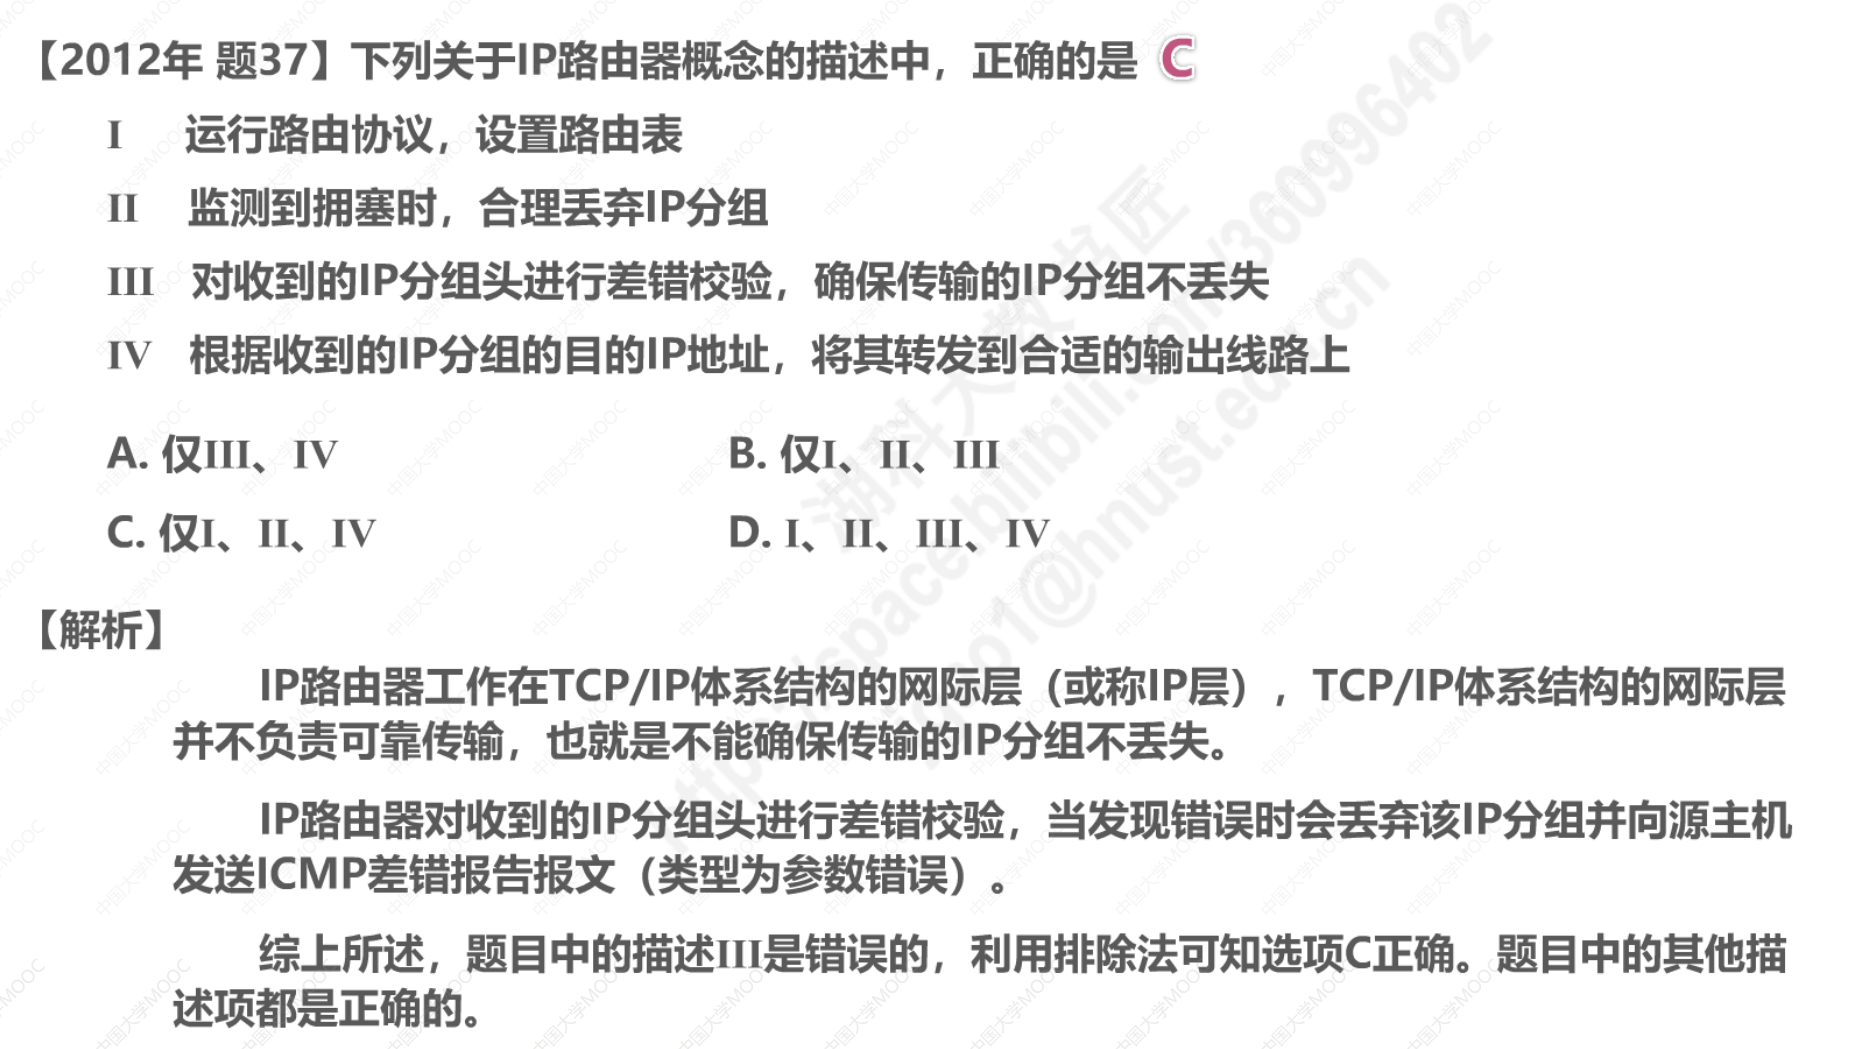 【2012年 题37】下列关于IP路由器概念的描述中，正确的是 C
I 运行路由协议，设置路由表
II 监测到拥塞时，合理丢弃IP分组
III 对收到的IP分组头进行差错校验，确保传输的IP分组不丢失
IV 根据收到的IP分组的目的IP地址，将其转发到合适的输出线路上
A. 仅III、IV
B. 仅I、II、III
C. 仅I、II、IV
D. I、II、III、IV
【解析】
IP路由器工作在TCP/IP体系结构的网际层（或称IP层），TCP/IP体系结构的网际层
并不负责可靠传输，也就是不能确保传输的IP分组不丢失。
IP路由器对收到的IP分组头进行差错校验，当发现错误时会丢弃该IP分组并向源主机
发送ICMP差错报告报文（类型为参数错误）。
综上所述，题目中的描述III是错误的，利用排除法可知选项C正确。题目中的其他描
述项都是正确的。
湖科大教书匠
中国大学MOOC